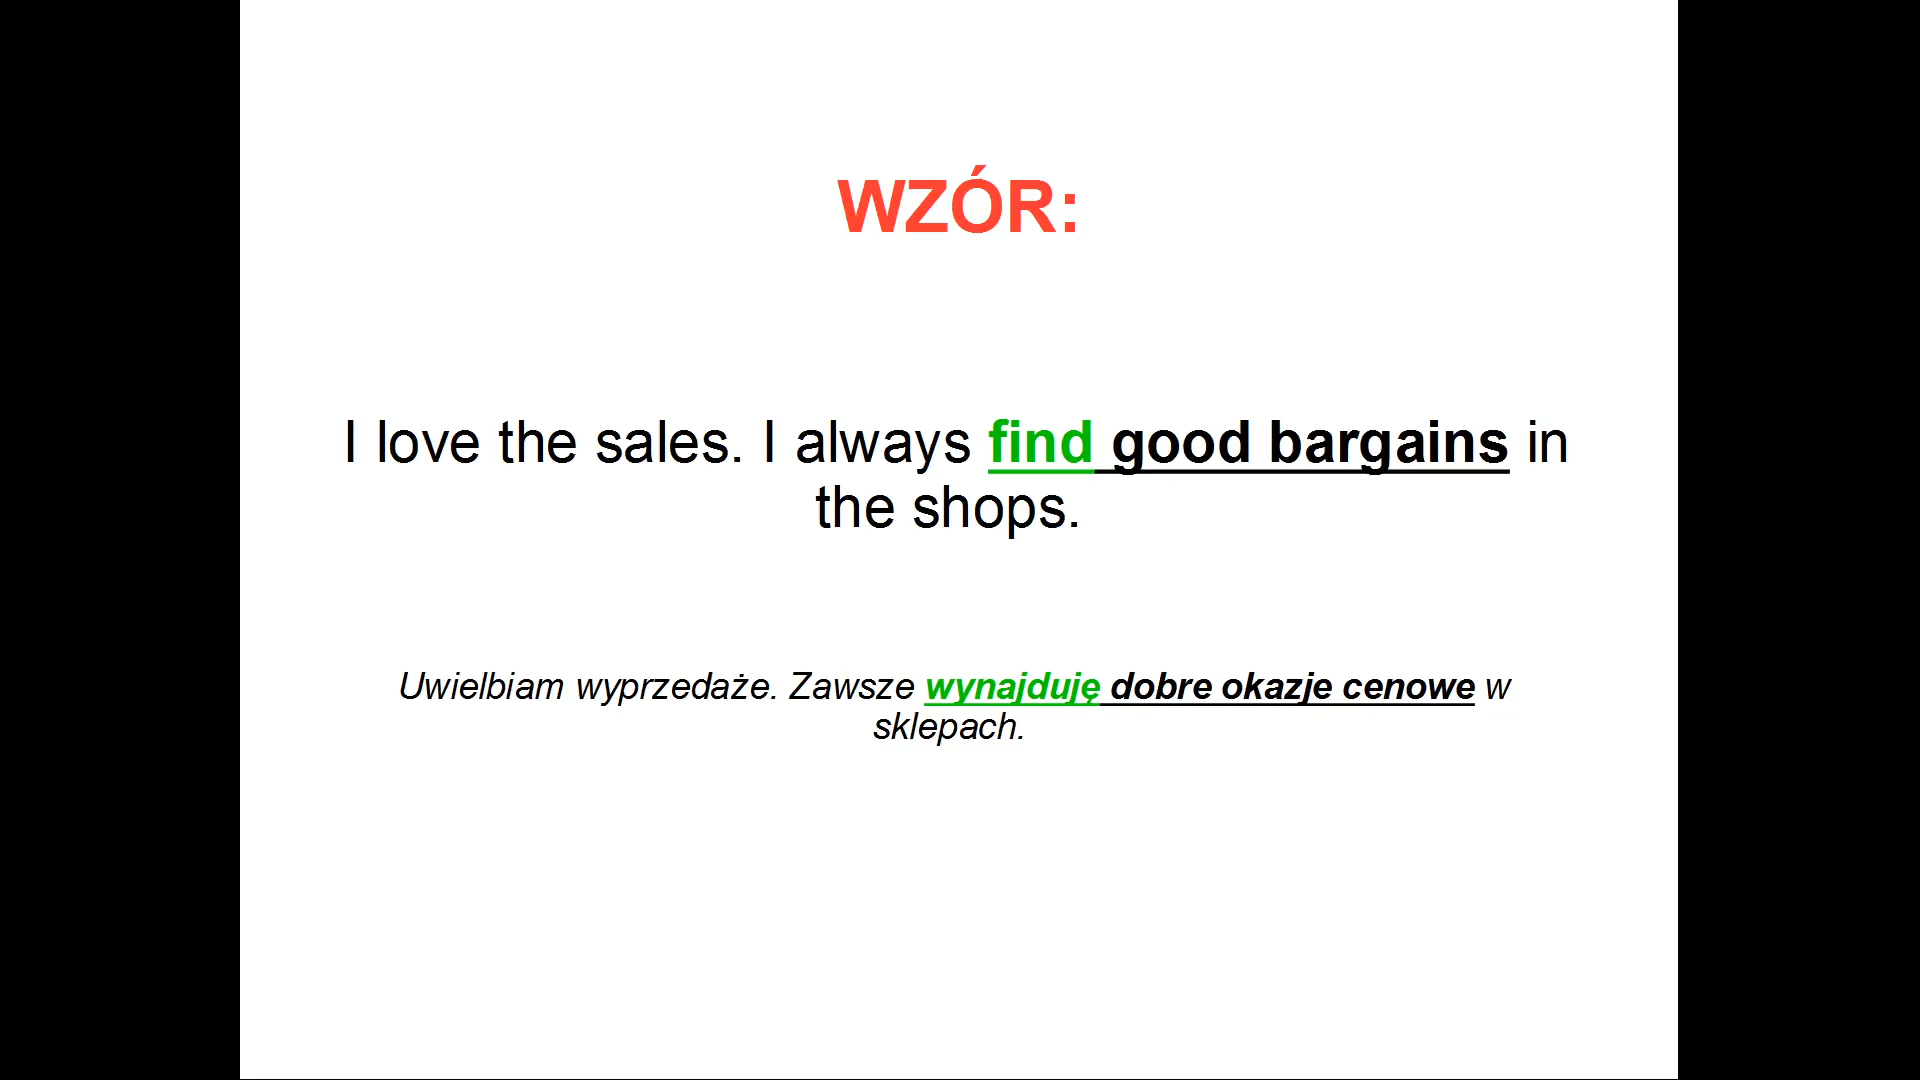 WZÓR:
I love the sales. I always find good bargains in
the shops.
Uwielbiam wyprzedaże. Zawsze wynajduję dobre okazje cenowe w
sklepach.